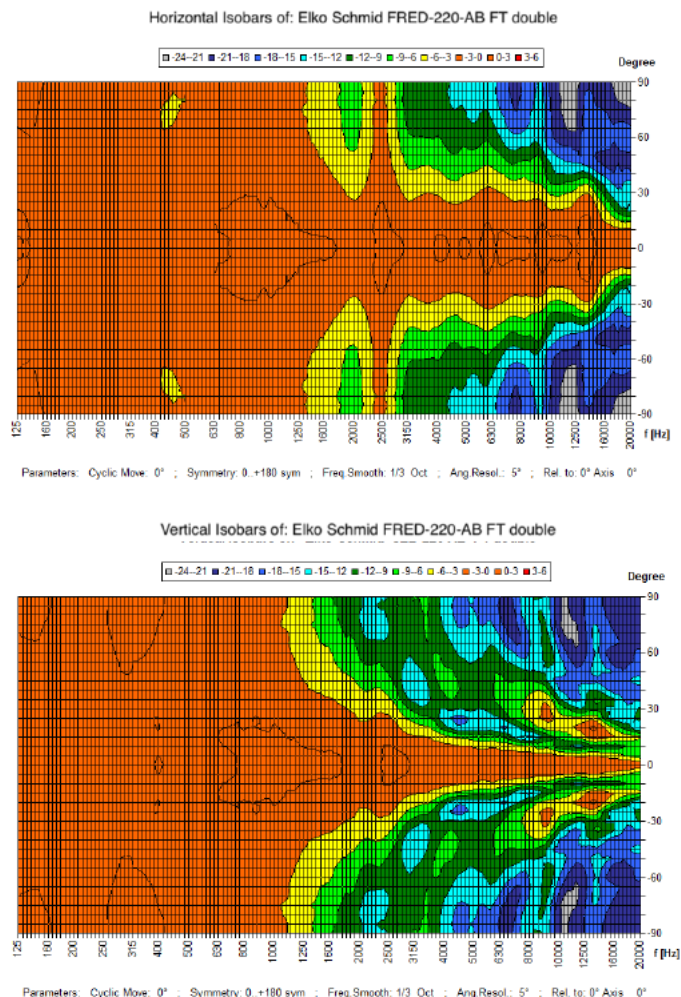 Horizontal Isobars of: Elko Schmid FRED-220-AB FT double
-24--21 -21--18 -18--15 -15--12 -12--9 -9--6 -6--3 -3-0 0-3 3-6
Degree
90
60
30
0
-30
-60
-90
125 160 200 250 315 400 500 630 800 1000 1250 1600 2000 2500 3150 4000 5000 6300 8000 10000 12500 16000 20000
f [Hz]
Parameters: Cyclic Move: 0° ; Symmetry: 0..+180 sym ; Freq.Smooth: 1/3 Oct ; Ang.Resol.: 5° ; Rel. to: 0° Axis 0°
Vertical Isobars of: Elko Schmid FRED-220-AB FT double
-24--21 -21--18 -18--15 -15--12 -12--9 -9--6 -6--3 -3-0 0-3 3-6
Degree
90
60
30
0
-30
-60
-90
125 160 200 250 315 400 500 630 800 1000 1250 1600 2000 2500 3150 4000 5000 6300 8000 10000 12500 16000 20000
f [Hz]
Parameters: Cyclic Move: 0° ; Symmetry: 0..+180 sym ; Freq.Smooth: 1/3 Oct ; Ang.Resol.: 5° ; Rel. to: 0° Axis 0°